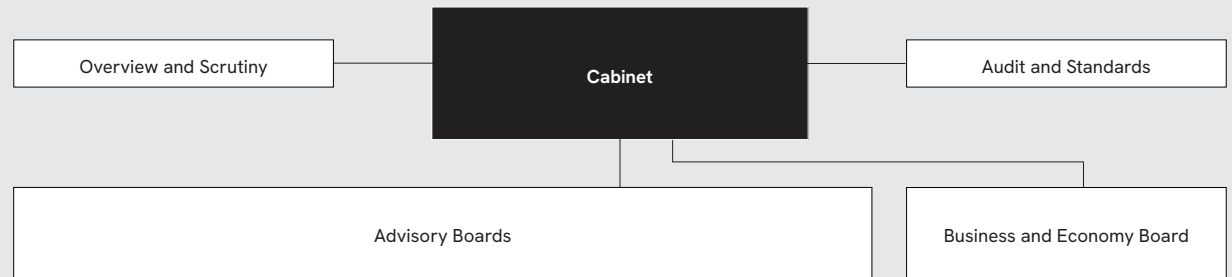 Overview and Scrutiny
Cabinet
Audit and Standards
Advisory Boards
Business and Economy Board